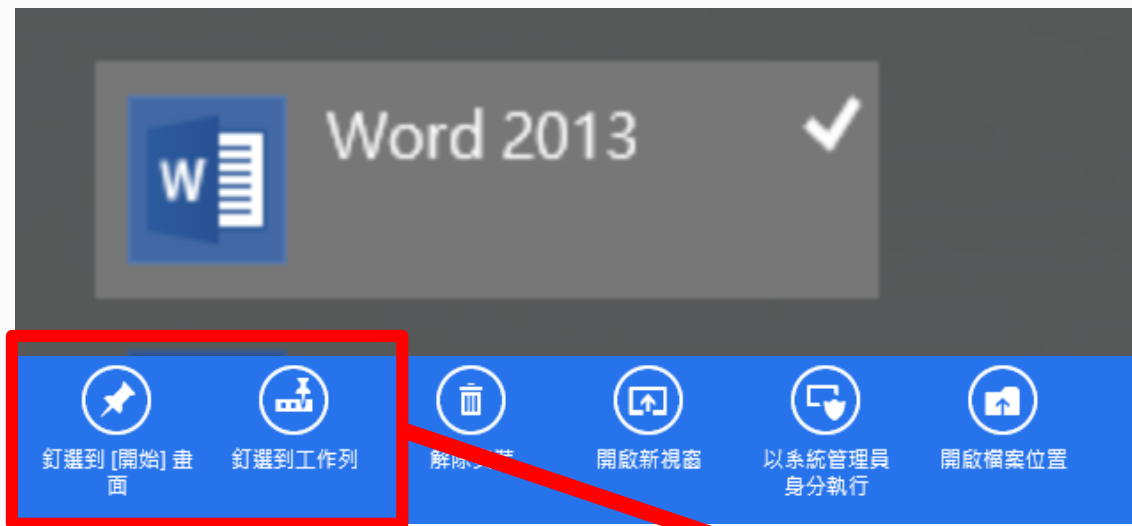 Word 2013
W
釘選到 [開始] 畫
面
釘選到工作列
解除安裝
開啟新視窗
以系統管理員
身分執行
開啟檔案位置